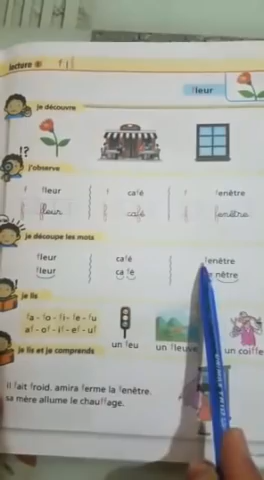 lecture
fleur
je découvre
!?
j'observe
f fleur f café f fenêtre
f fleur f café f fenêtre
je découpe les mots
fleur café fenêtre
fleur ca fé nêtre
je lis
fa - fo - fi - fe - fu
af - of - if - ef - uf
un feu un fleuve un coiffe
je lis et je comprends
il fait froid. amira ferme la fenêtre.
sa mère allume le chauffage.